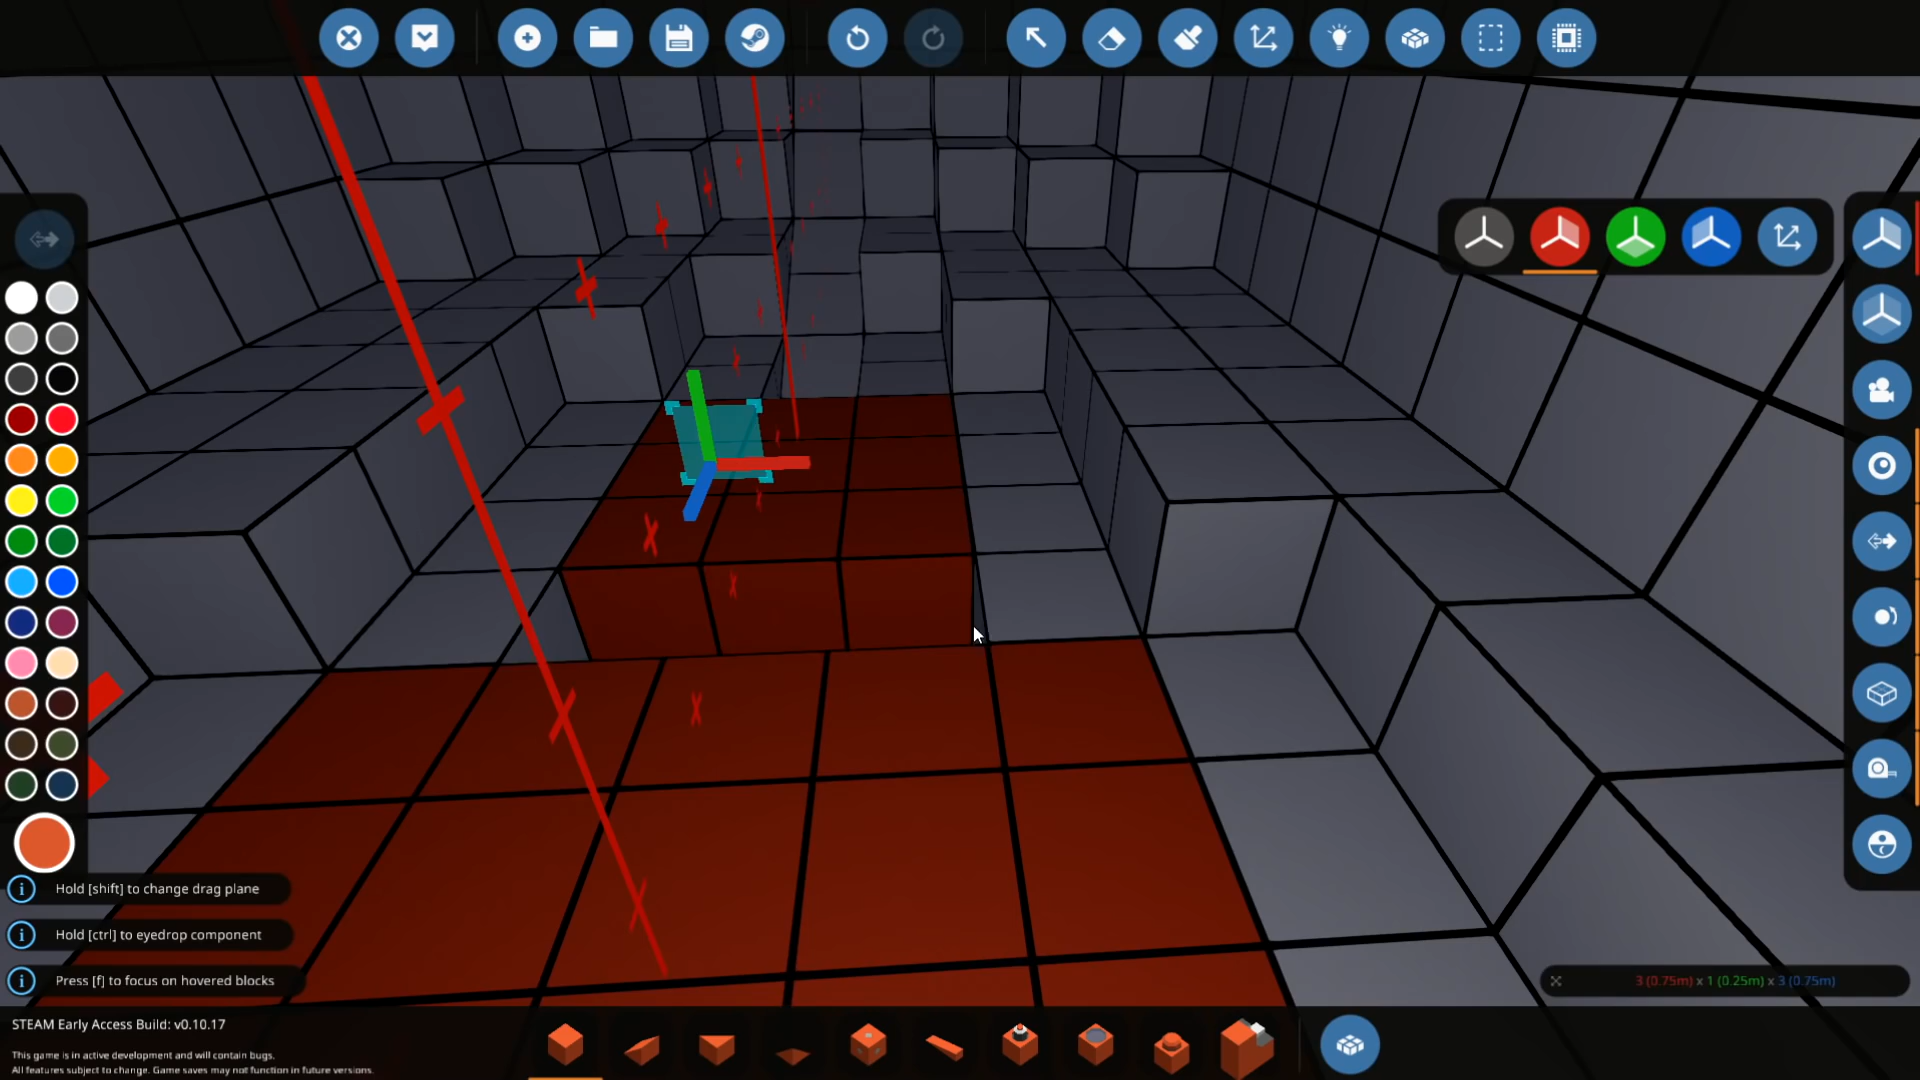 Hold [shift] to change drag plane
Hold [ctrl] to eyedrop component
Press [f] to focus on hovered blocks
3 (0.75m) x 1 (0.25m) x 3 (0.75m)
STEAM Early Access Build: v0.10.17
This game is in active development and will contain bugs.
All features subject to change. Game saves may not function in future versions.